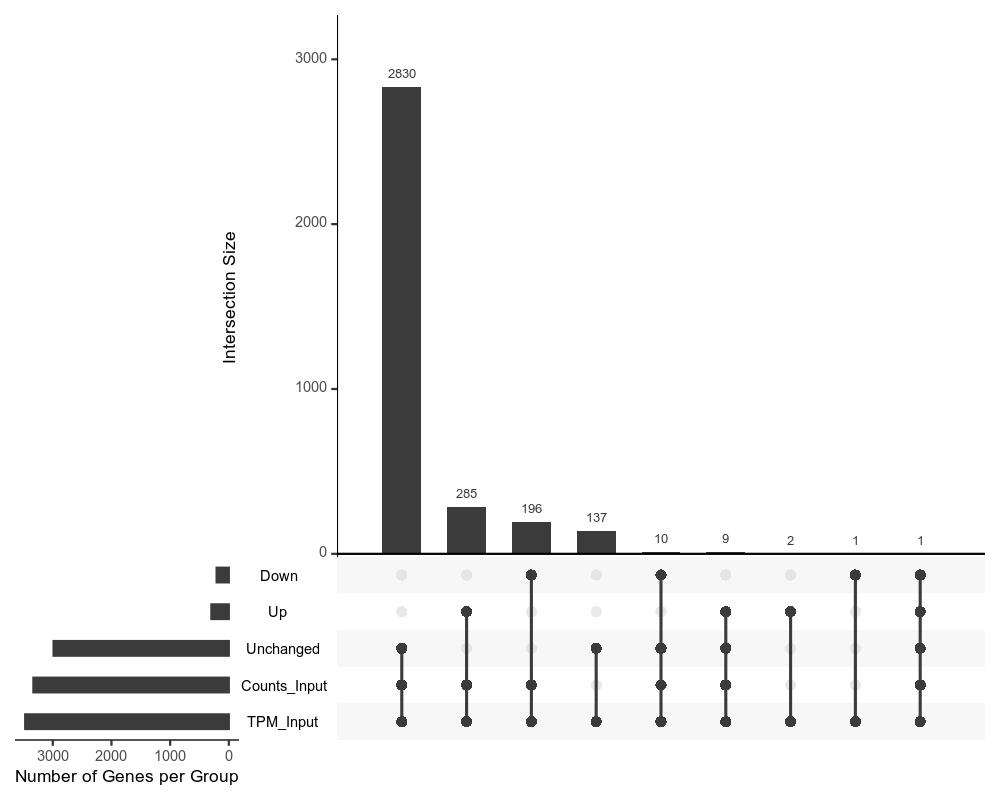 3000
2000
1000
0
Intersection Size
2830
285
196
137
10
9
2
1
1
Down
Up
Unchanged
Counts_Input
TPM_Input
3000 2000 1000 0
Number of Genes per Group